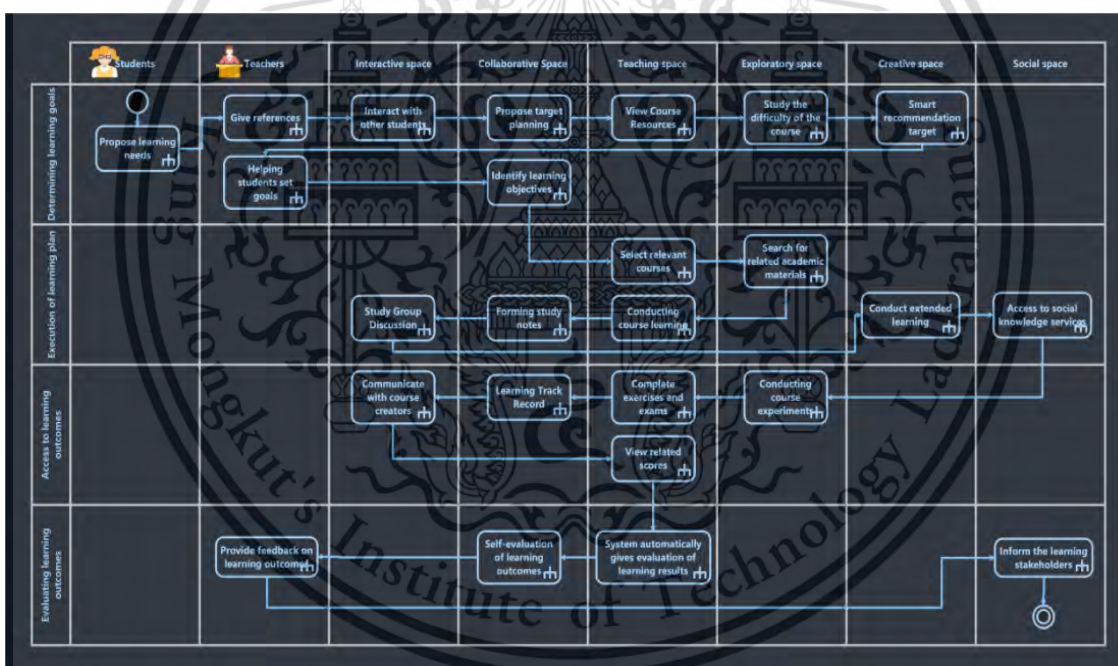 Students
Teachers
Interactive space
Collaborative Space
Teaching space
Exploratory space
Creative space
Social space
Determining learning goals
Propose learning
needs
Give references
Interact with
other students
Propose target
planning
View Course
Resources
Study the
difficulty of the
course
Smart
recommendation
target
Helping
students set
goals
Identify learning
objectives
Execution of learning plan
Select relevant
courses
Search for
related academic
materials
Study Group
Discussion
Forming study
notes
Conducting
course learning
Conduct extended
learning
Access to social
knowledge services
Access to learning
outcomes
Communicate
with course
creators
Learning Track
Record
Complete
exercises and
exams
Conducting
course experiment
View related
scores
Evaluating learning
outcomes
Provide feedback on
learning outcomes
Self-evaluation
of learning
outcomes
System automatically
gives evaluation of
learning results
Inform the learning
stakeholders
King Mongkut's Institute of Technology Ladkrabang